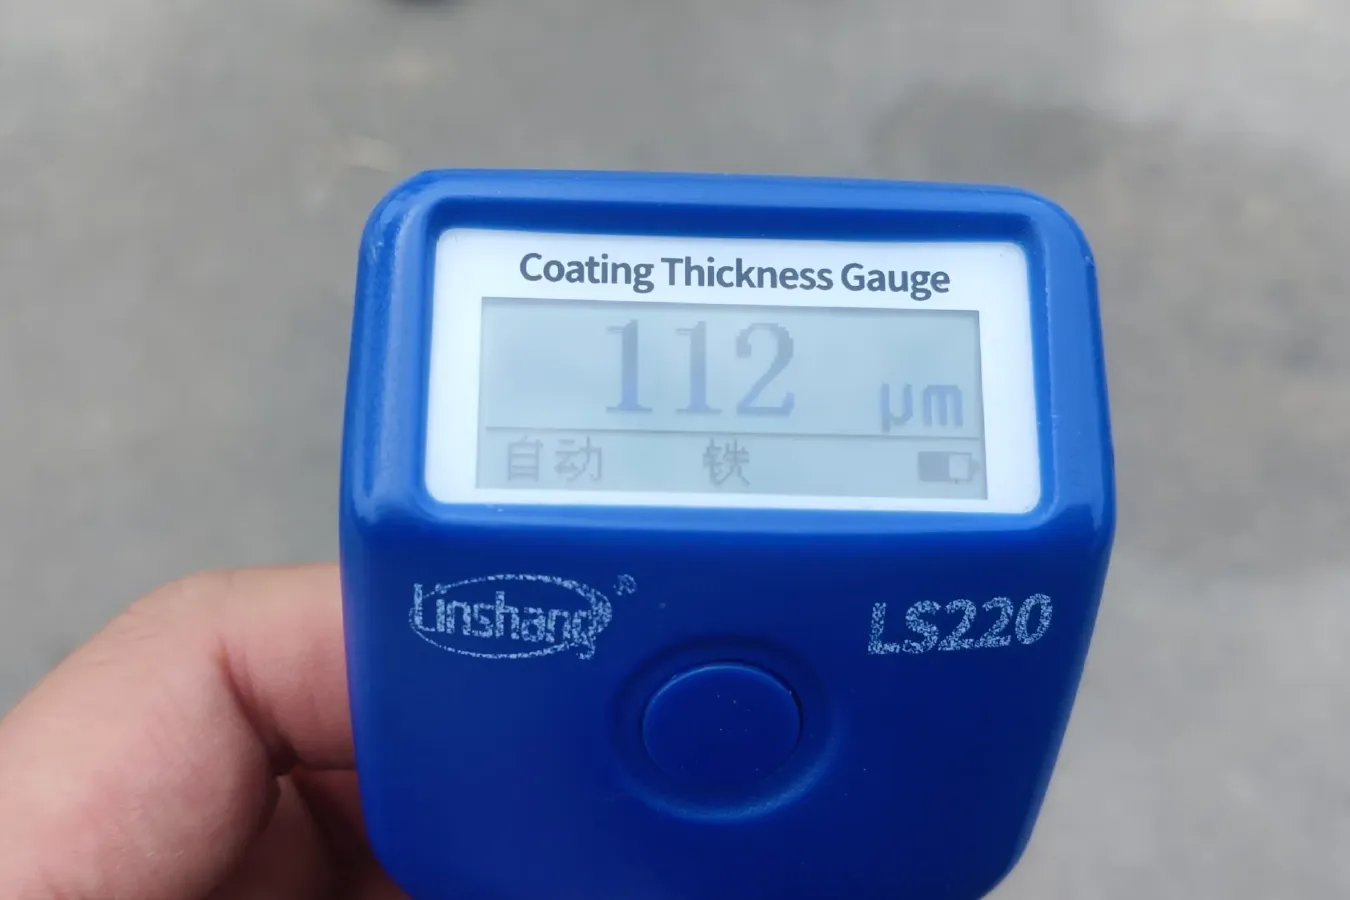 Coating Thickness Gauge
112 μm
自动 铁
Linshang®
LS220